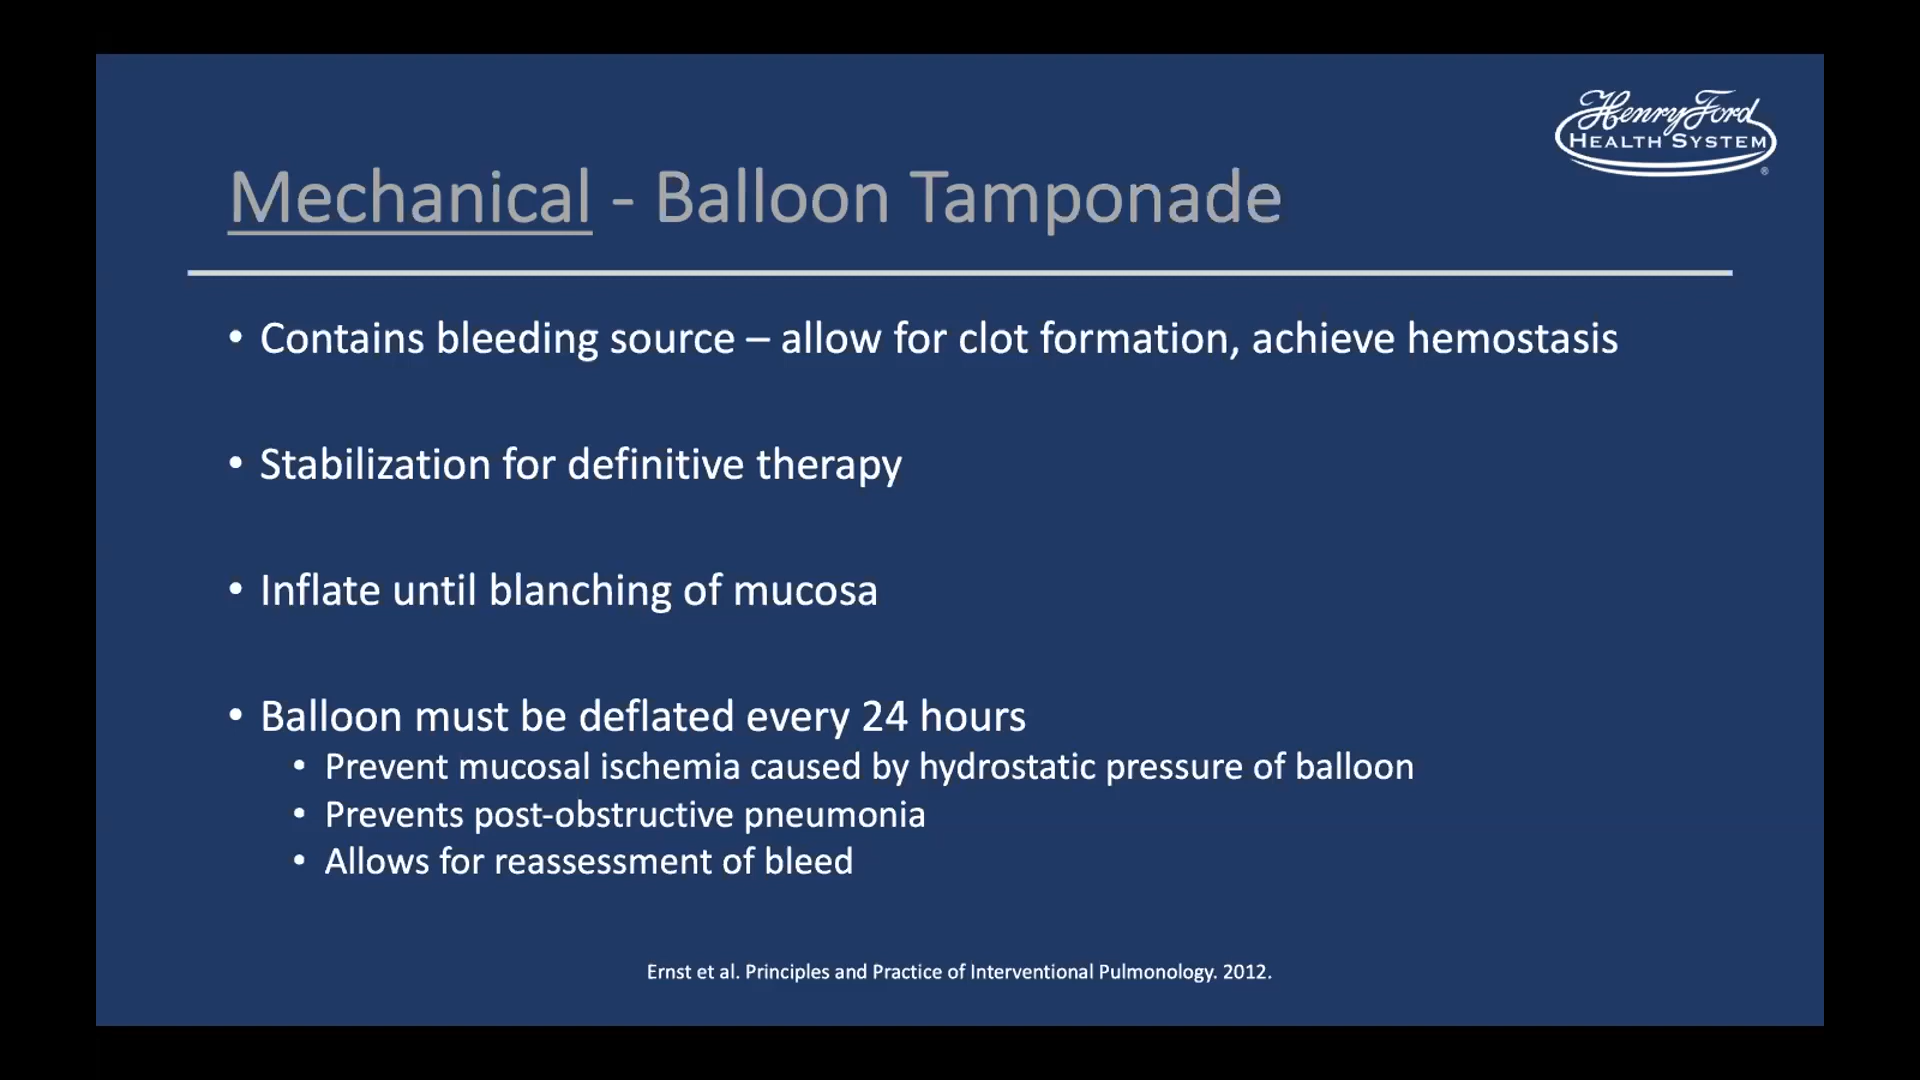 Henry Ford
HEALTH SYSTEM®
Mechanical - Balloon Tamponade
• Contains bleeding source – allow for clot formation, achieve hemostasis
• Stabilization for definitive therapy
• Inflate until blanching of mucosa
• Balloon must be deflated every 24 hours
• Prevent mucosal ischemia caused by hydrostatic pressure of balloon
• Prevents post-obstructive pneumonia
• Allows for reassessment of bleed
Ernst et al. Principles and Practice of Interventional Pulmonology. 2012.